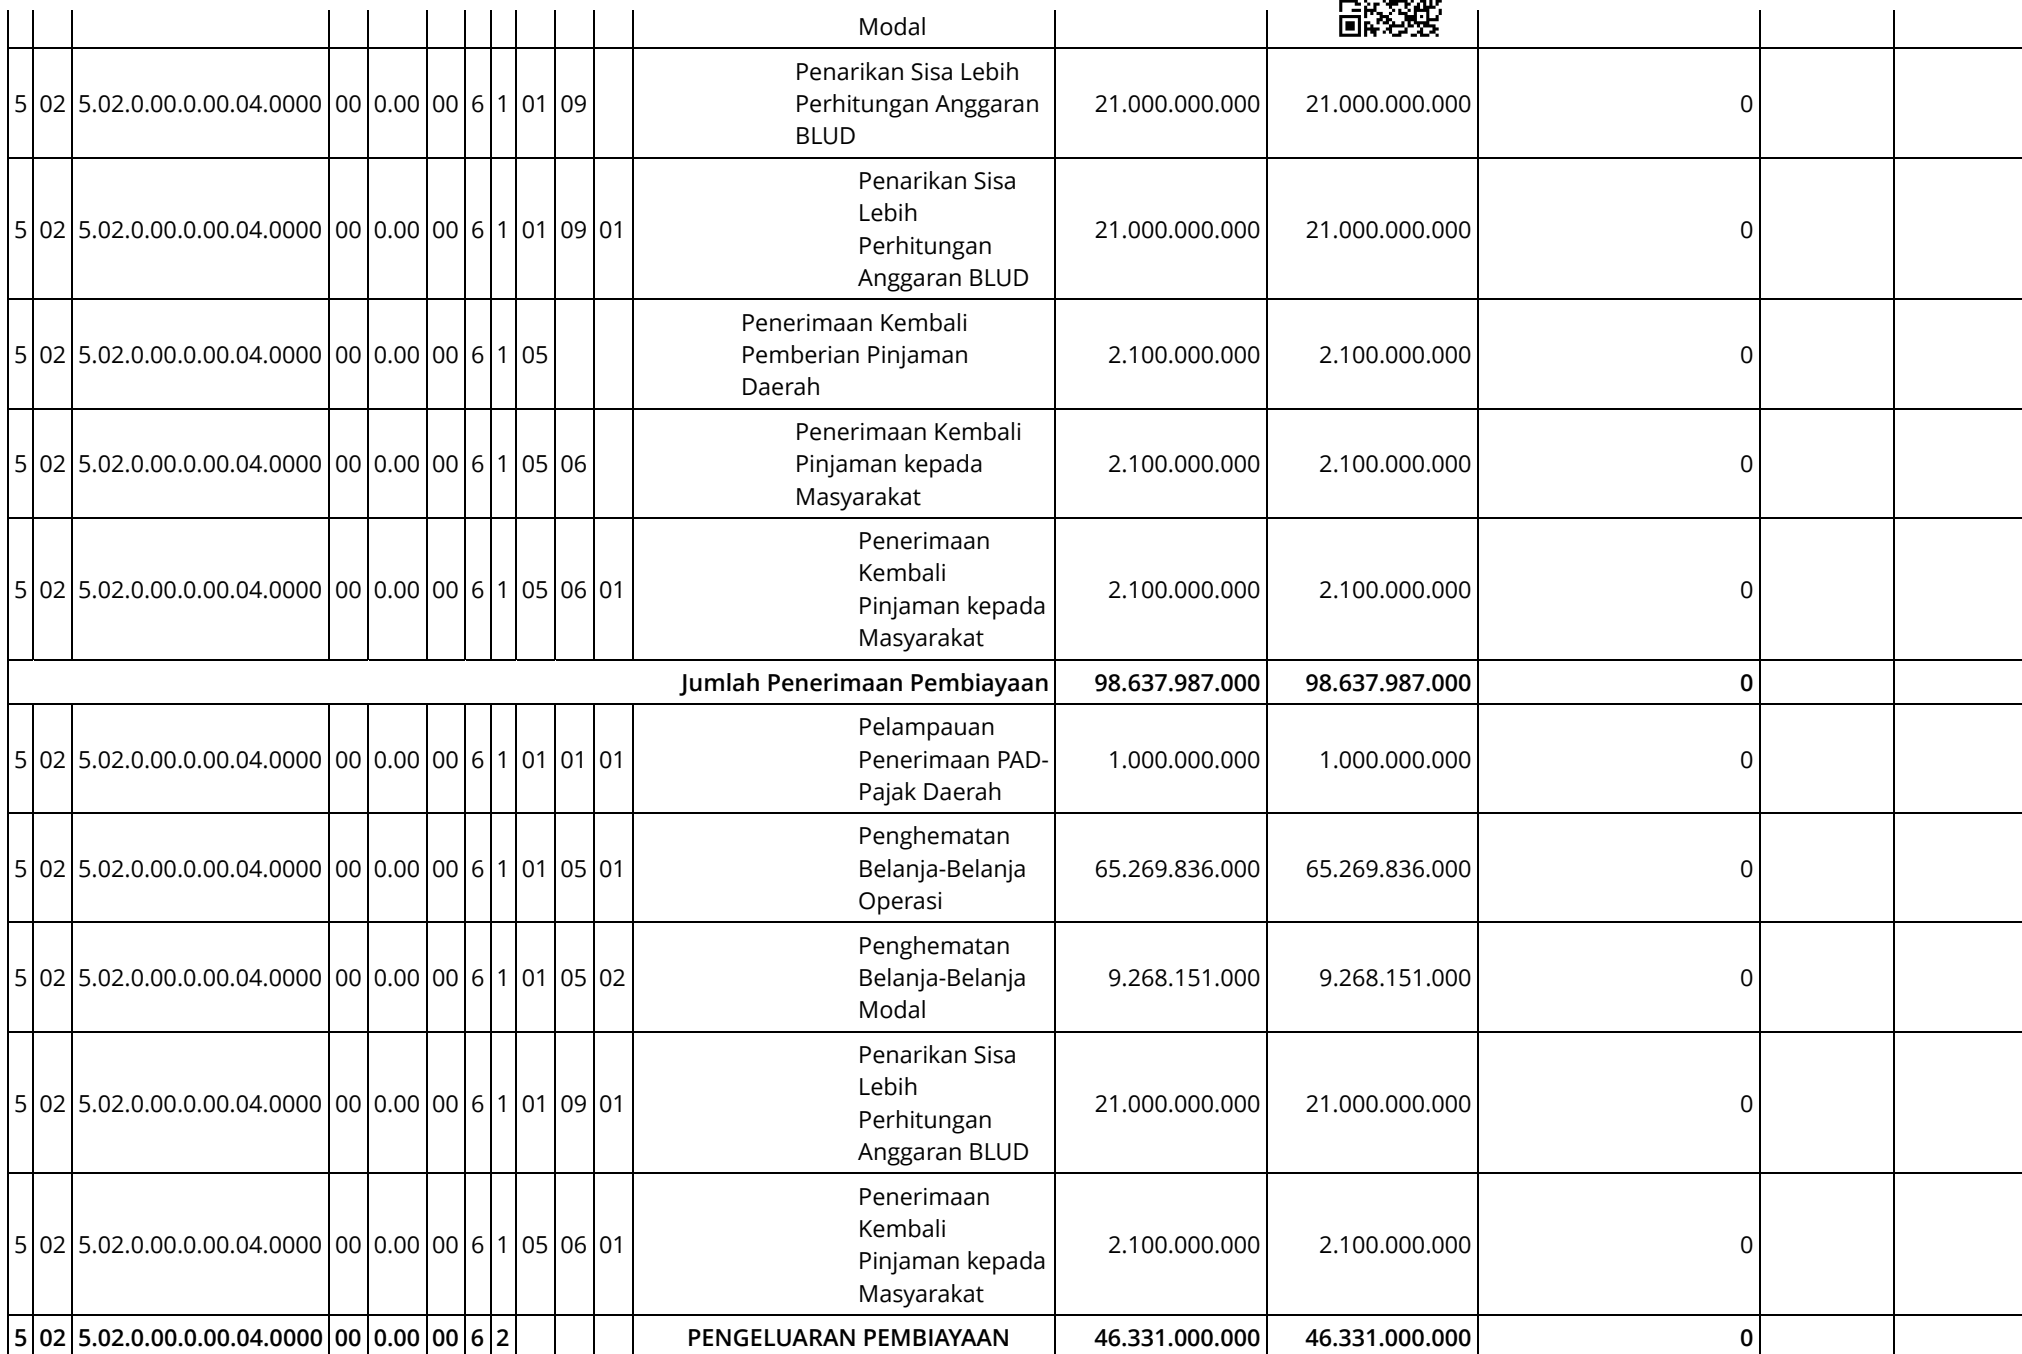 Modal
5 02 5.02.0.00.0.00.04.0000 00 0.00 00 6 1 01 09 Penarikan Sisa Lebih
Perhitungan Anggaran 21.000.000.000 21.000.000.000 0
BLUD
Penarikan Sisa
Lebih
5 02 5.02.0.00.0.00.04.0000 00 0.00 00 6 1 01 09 01 21.000.000.000 21.000.000.000 0
Perhitungan
Anggaran BLUD
Penerimaan Kembali
5 02 5.02.0.00.0.00.04.0000 00 0.00 00 6 1 05 Pemberian Pinjaman 2.100.000.000 2.100.000.000 0
Daerah
Penerimaan Kembali
5 02 5.02.0.00.0.00.04.0000 00 0.00 00 6 1 05 06 Pinjaman kepada 2.100.000.000 2.100.000.000 0
Masyarakat
Penerimaan
Kembali
5 02 5.02.0.00.0.00.04.0000 00 0.00 00 6 1 05 06 01 2.100.000.000 2.100.000.000 0
Pinjaman kepada
Masyarakat
Jumlah Penerimaan Pembiayaan 98.637.987.000 98.637.987.000 0
Pelampauan
5 02 5.02.0.00.0.00.04.0000 00 0.00 00 6 1 01 01 01 Penerimaan PAD- 1.000.000.000 1.000.000.000 0
Pajak Daerah
Penghematan
5 02 5.02.0.00.0.00.04.0000 00 0.00 00 6 1 01 05 01 Belanja-Belanja 65.269.836.000 65.269.836.000 0
Operasi
Penghematan
5 02 5.02.0.00.0.00.04.0000 00 0.00 00 6 1 01 05 02 Belanja-Belanja 9.268.151.000 9.268.151.000 0
Modal
Penarikan Sisa
Lebih
5 02 5.02.0.00.0.00.04.0000 00 0.00 00 6 1 01 09 01 21.000.000.000 21.000.000.000 0
Perhitungan
Anggaran BLUD
Penerimaan
Kembali
5 02 5.02.0.00.0.00.04.0000 00 0.00 00 6 1 05 06 01 2.100.000.000 2.100.000.000 0
Pinjaman kepada
Masyarakat
5 02 5.02.0.00.0.00.04.0000 00 0.00 00 6 2 PENGELUARAN PEMBIAYAAN 46.331.000.000 46.331.000.000 0